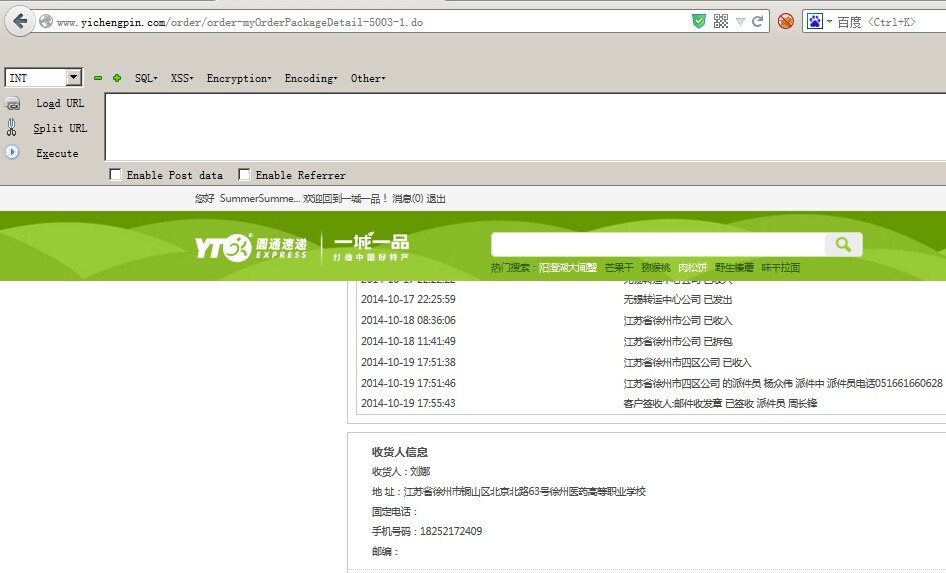 www.yichengpin.com/order/order-myOrderPackageDetail-5003-1.do
百度 <Ctrl+K>
INT SQL XSS Encryption Encoding Other
Load URL
Split URL
Execute
Enable Post data Enable Referrer
您好 SummerSumme... 欢迎回到一城一品！ 消息(0) 退出
YTO 圆通速递 EXPRESS 一城一品 打造中国好特产
热门搜索：阳澄湖大闸蟹 芒果干 猕猴桃 肉松饼 野生榛蘑 味千拉面
2014-10-17 22:25:59 无锡转运中心公司 已发出
2014-10-18 08:36:06 江苏省徐州市公司 已收入
2014-10-18 11:41:49 江苏省徐州市公司 已拆包
2014-10-19 17:51:38 江苏省徐州市四区公司 已收入
2014-10-19 17:51:46 江苏省徐州市四区公司 的派件员 杨众伟 派件中 派件员电话051661660628
2014-10-19 17:55:43 客户签收人:邮件收发章 已签收 派件员 周长锋
收货人信息
收货人：刘娜
地 址：江苏省徐州市铜山区北京北路63号徐州医药高等职业学校
固定电话：
手机号码：18252172409
邮编：